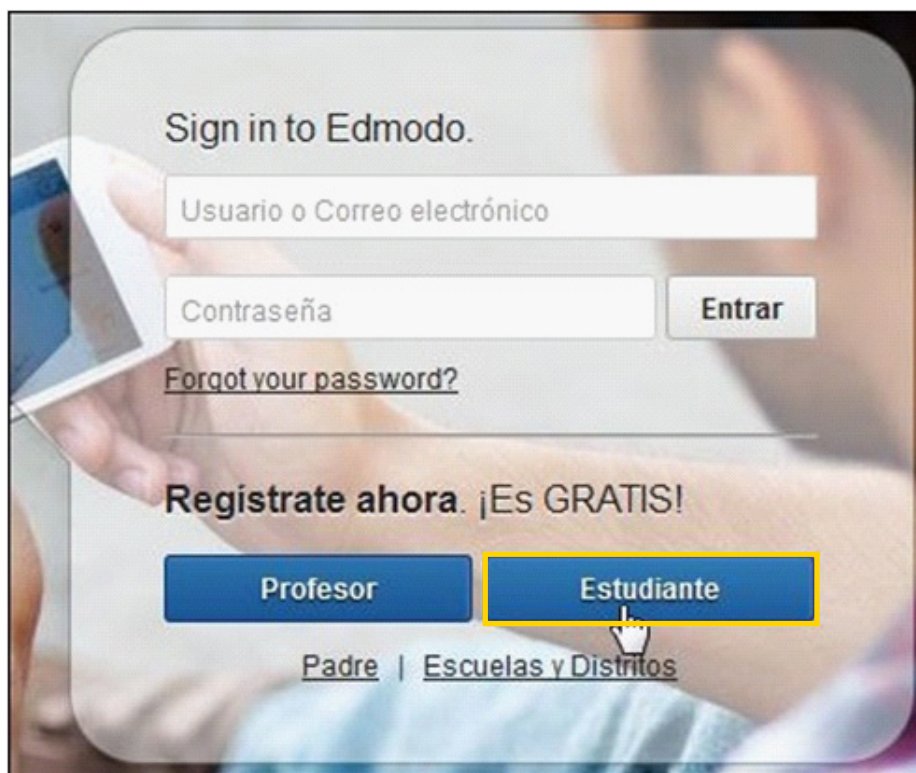 Sign in to Edmodo.
Usuario o Correo electrónico
Contraseña Entrar
Forgot your password?
Regístrate ahora. ¡Es GRATIS!
Profesor Estudiante
Padre | Escuelas y Distritos